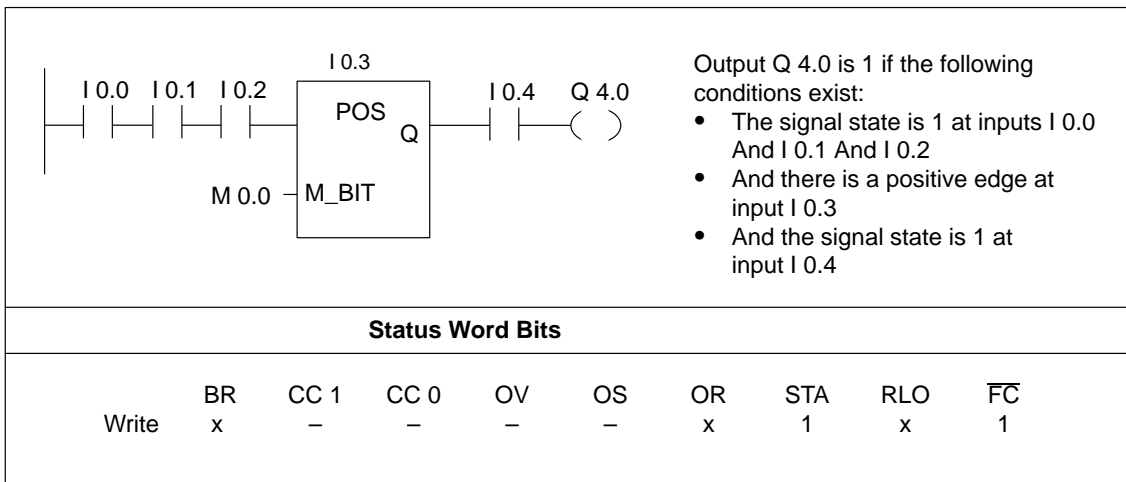 I 0.3
I 0.0 I 0.1 I 0.2
POS
Q
I 0.4 Q 4.0
M 0.0
M_BIT
Output Q 4.0 is 1 if the following
conditions exist:
• The signal state is 1 at inputs I 0.0
And I 0.1 And I 0.2
• And there is a positive edge at
input I 0.3
• And the signal state is 1 at
input I 0.4
Status Word Bits
BR CC 1 CC 0 OV OS OR STA RLO F̅C̅
Write x – – – – x 1 x 1